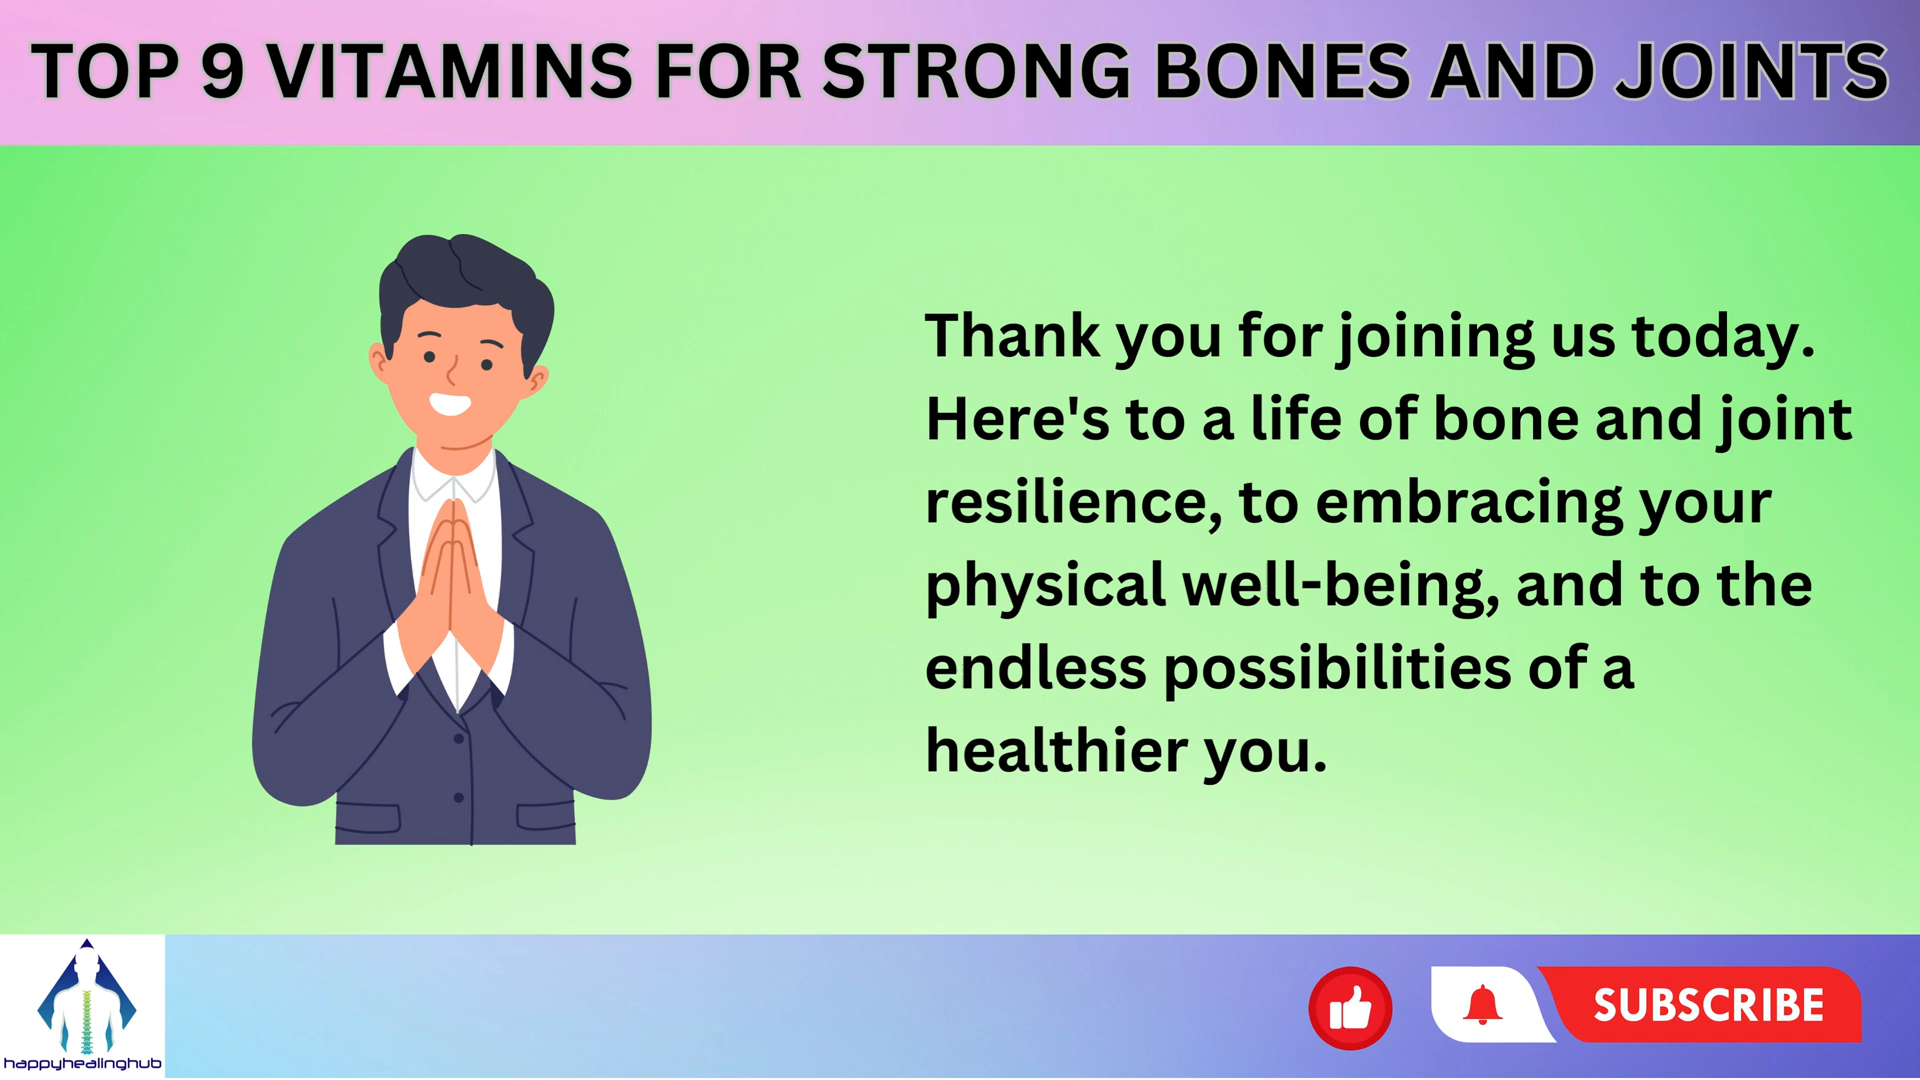 TOP 9 VITAMINS FOR STRONG BONES AND JOINTS
Thank you for joining us today.
Here's to a life of bone and joint
resilience, to embracing your
physical well-being, and to the
endless possibilities of a
healthier you.
happyhealinghub
SUBSCRIBE